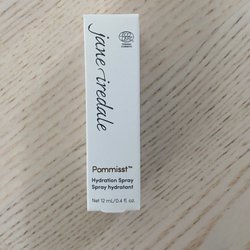 jane iredale
Pommisst™
Hydration Spray
Spray hydratant
Net 12 mL/0.4 fl. oz.